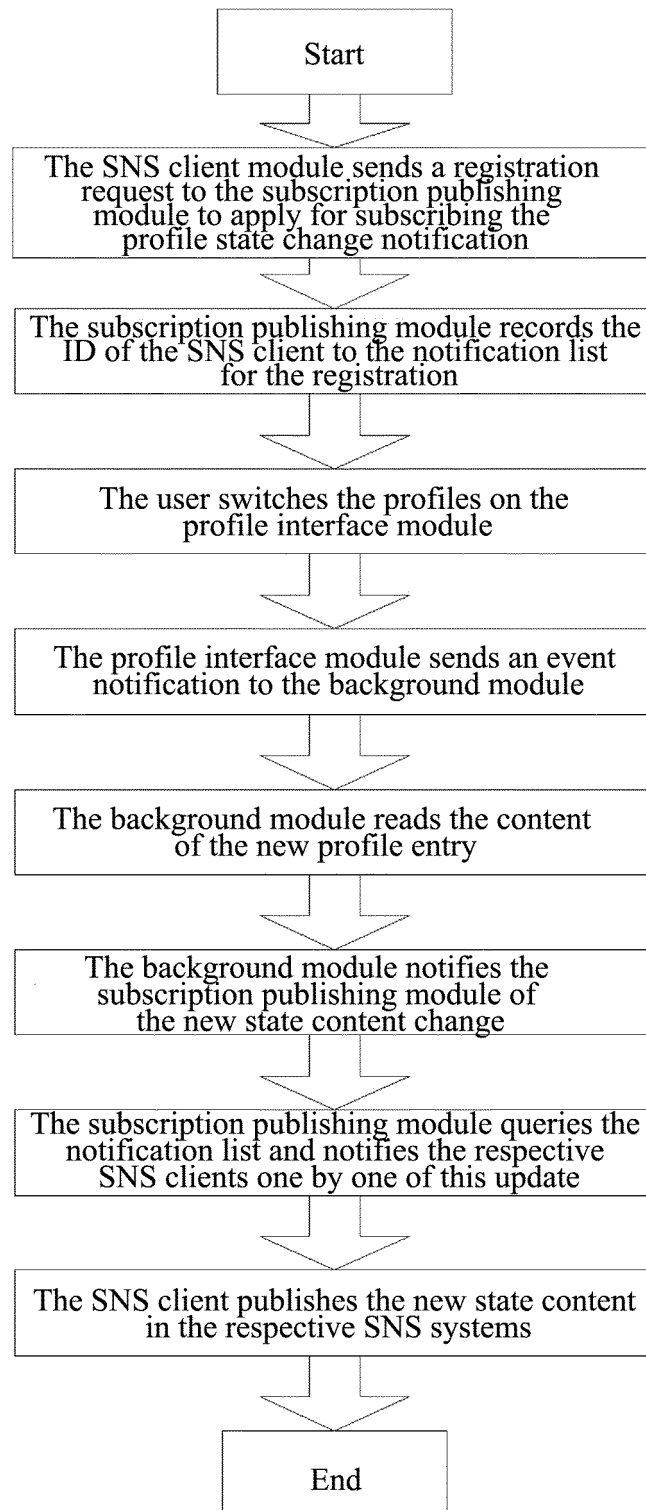 Start
The SNS client module sends a registration
request to the subscription publishing
module to apply for subscribing the
profile state change notification
The subscription publishing module records the
ID of the SNS client to the notification list
for the registration
The user switches the profiles on the
profile interface module
The profile interface module sends an event
notification to the background module
The background module reads the content
of the new profile entry
The background module notifies the
subscription publishing module of
the new state content change
The subscription publishing module queries the
notification list and notifies the respective
SNS clients one by one of this update
The SNS client publishes the new state content
in the respective SNS systems
End